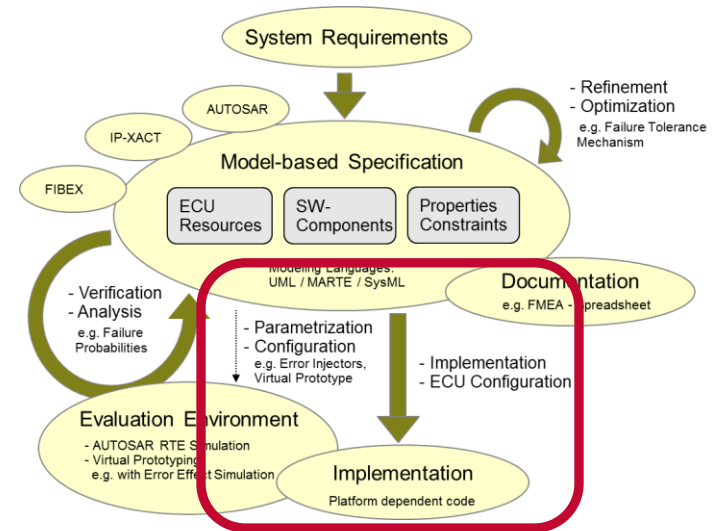 System Requirements
- Refinement
- Optimization
e.g. Failure Tolerance
Mechanism
AUTOSAR
IP-XACT
FIBEX
Model-based Specification
ECU
Resources
SW-
Components
Properties
Constraints
Modeling Languages:
UML / MARTE / SysML
Documentation
e.g. FMEA - Spreadsheet
- Verification
- Analysis
e.g. Failure
Probabilities
- Parametrization
- Configuration
e.g. Error Injectors,
Virtual Prototype
- Implementation
- ECU Configuration
Evaluation Environment
- AUTOSAR RTE Simulation
- Virtual Prototyping
e.g. with Error Effect Simulation
Implementation
Platform dependent code